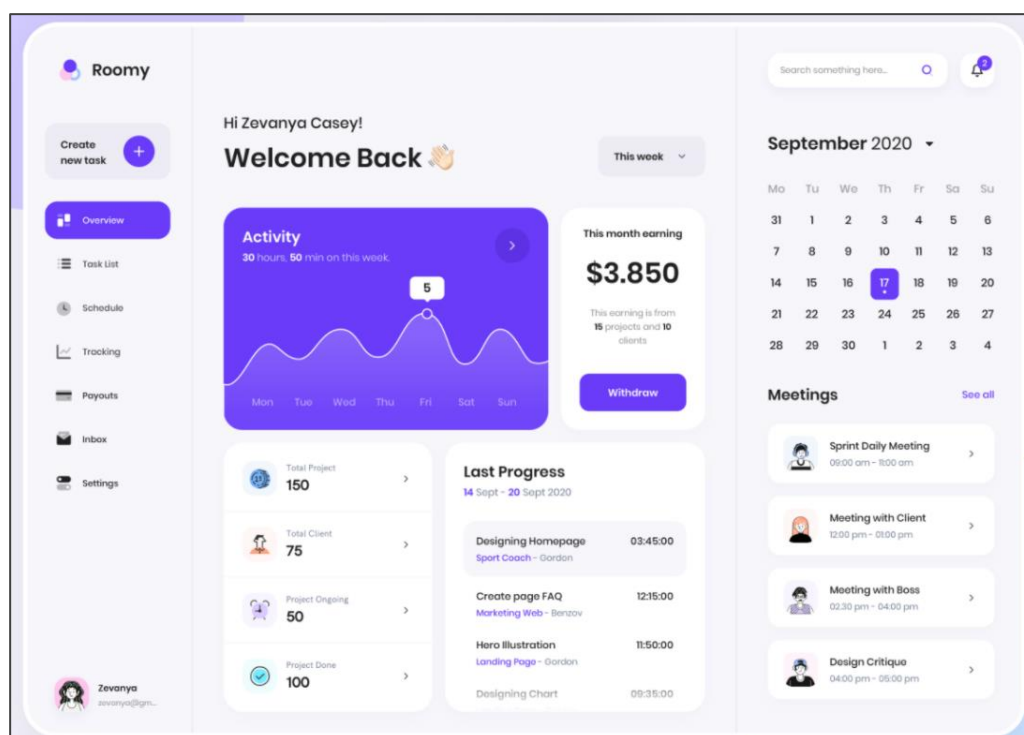 Roomy
Create
new task
Overview
Task List
Schedule
Tracking
Payouts
Inbox
Settings
Zevanya
zevanya@gm...
Hi Zevanya Casey!
Welcome Back
This week
Activity
30 hours, 50 min on this week.
5
Mon Tue Wed Thu Fri Sat Sun
This month earning
$3.850
This earning is from
15 projects and 10
clients
Withdraw
Total Project
150
Total Client
75
Project Ongoing
50
Project Done
100
Last Progress
14 Sept - 20 Sept 2020
Designing Homepage 03:45:00
Sport Coach - Gordon
Create page FAQ 12:15:00
Marketing Web - Benzov
Hero Illustration 11:50:00
Landing Page - Gordon
Designing Chart 09:35:00
Search something here...
2
September 2020
Mo Tu We Th Fr Sa Su
31 1 2 3 4 5 6
7 8 9 10 11 12 13
14 15 16 17 18 19 20
21 22 23 24 25 26 27
28 29 30 1 2 3 4
Meetings See all
Sprint Daily Meeting
09:00 am - 11:00 am
Meeting with Client
12:00 pm - 01:00 pm
Meeting with Boss
02.30 pm - 04:00 pm
Design Critique
04:00 pm - 05:00 pm